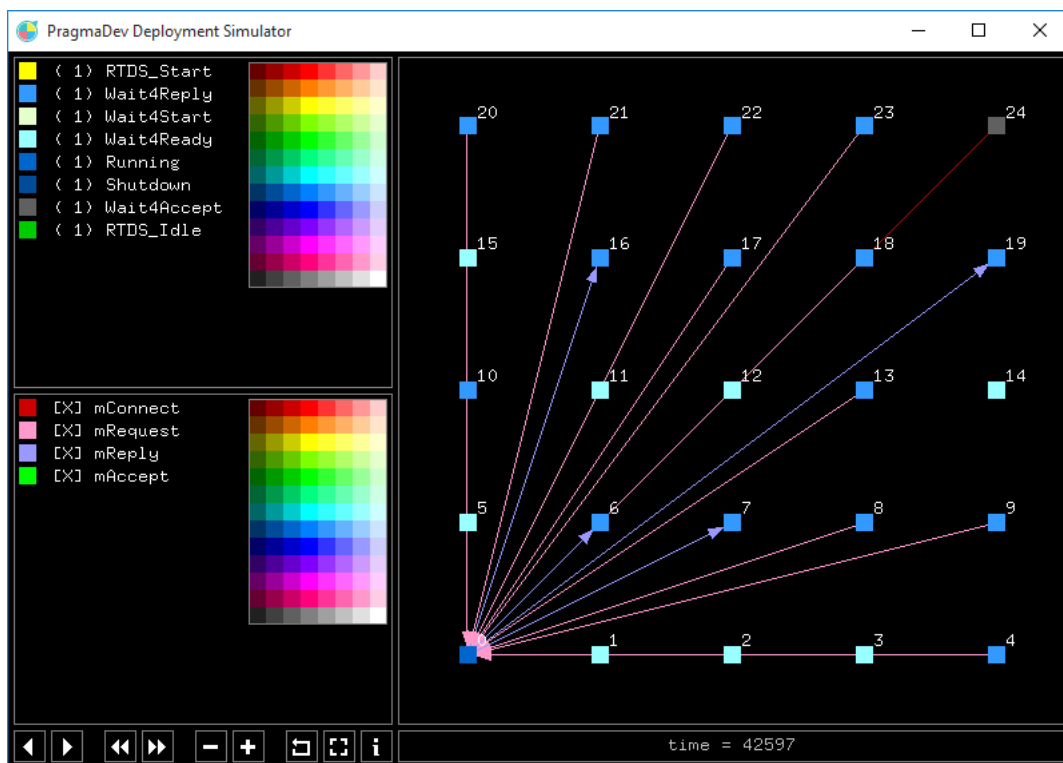 PragmaDev Deployment Simulator
( 1) RTDS_Start
( 1) Wait4Reply
( 1) Wait4Start
( 1) Wait4Ready
( 1) Running
( 1) Shutdown
( 1) Wait4Accept
( 1) RTDS_Idle
[X] mConnect
[X] mRequest
[X] mReply
[X] mAccept
20 21 22 23 24
15 16 17 18 19
10 11 12 13 14
5 6 7 8 9
0 1 2 3 4
i
time = 42597